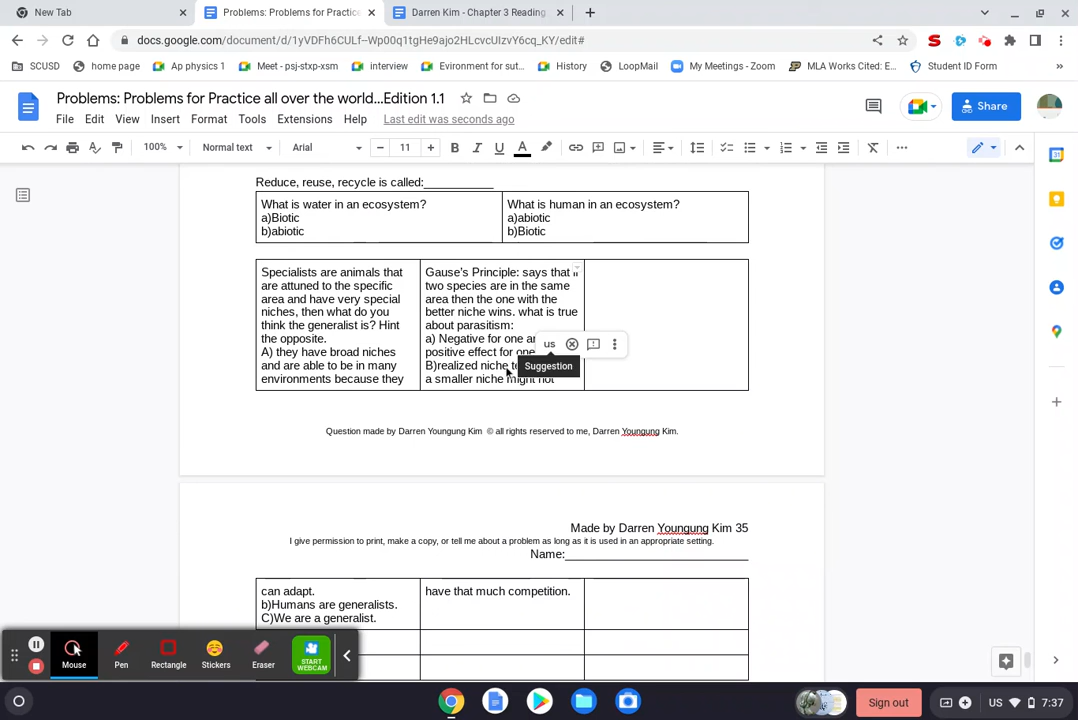 New Tab
Problems: Problems for Practice
Darren Kim - Chapter 3 Reading
docs.google.com/document/d/1yVDFh6CULf--Wp00q1tgHe9ajo2HLcvcUIzvY6cq_KY/edit#
SCUSD
home page
Ap physics 1
Meet - psj-stxp-xsm
interview
Evironment for sut...
History
LoopMail
My Meetings - Zoom
MLA Works Cited: E...
Student ID Form
Problems: Problems for Practice all over the world...Edition 1.1
Share
File Edit View Insert Format Tools Extensions Help Last edit was seconds ago
100% Normal text Arial 11
Reduce, reuse, recycle is called:__________
What is water in an ecosystem?
a)Biotic
b)abiotic
What is human in an ecosystem?
a)abiotic
b)Biotic
Specialists are animals that
are attuned to the specific
area and have very special
niches, then what do you
think the generalist is? Hint
the opposite.
A) they have broad niches
and are able to be in many
environments because they
Gause's Principle: says that if
two species are in the same
area then the one with the
better niche wins. what is true
about parasitism:
a) Negative for one
positive effect for one
B)realized niche
a smaller niche might not
us
Suggestion
Question made by Darren Youngung Kim © all rights reserved to me, Darren Youngung Kim.
Made by Darren Youngung Kim 35
I give permission to print, make a copy, or tell me about a problem as long as it is used in an appropriate setting.
Name:____________________________
can adapt.
b)Humans are generalists.
C)We are a generalist.
have that much competition.
Mouse
Pen
Rectangle
Stickers
Eraser
START
WEBCAM
Sign out
US
7:37